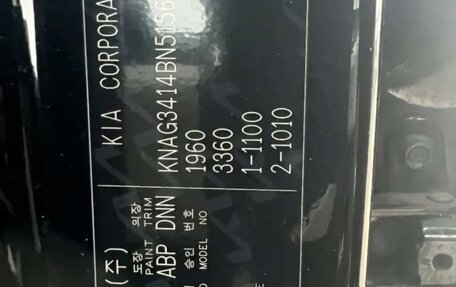 (주) KIA CORPORA
도장 의장
PAINT TRIM
ABP DNN KNAG3414BN5156
승인 번호 1960
MODEL NO 3360
1-1100
2-1010